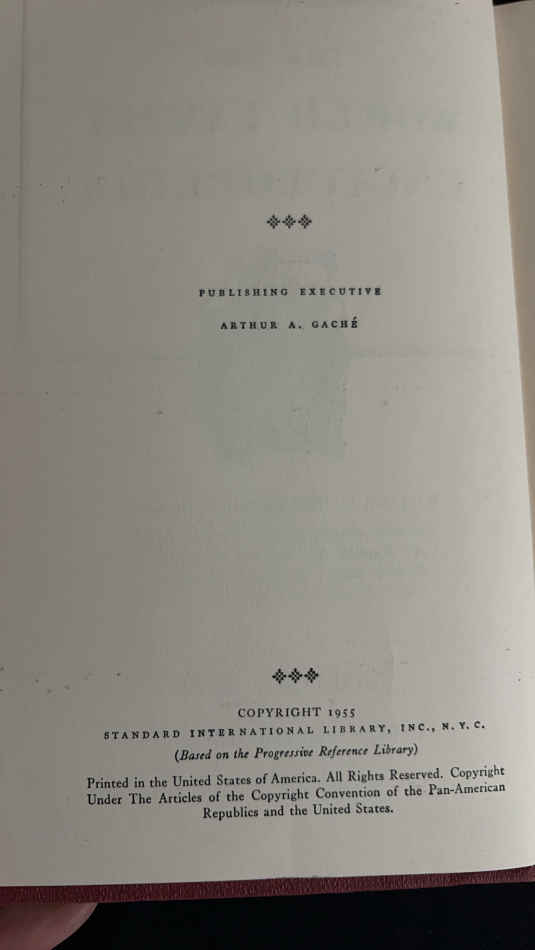 PUBLISHING EXECUTIVE
ARTHUR A. GACHÉ
COPYRIGHT 1955
STANDARD INTERNATIONAL LIBRARY, INC., N. Y. C.
(Based on the Progressive Reference Library)
Printed in the United States of America. All Rights Reserved. Copyright
Under The Articles of the Copyright Convention of the Pan-American
Republics and the United States.